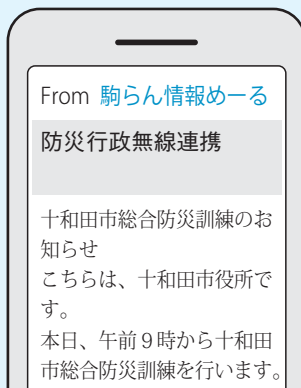 From 駒らん情報めーる
防災行政無線連携
十和田市総合防災訓練のお
知らせ
こちらは、十和田市役所で
す。
本日、午前９時から十和田
市総合防災訓練を行います。